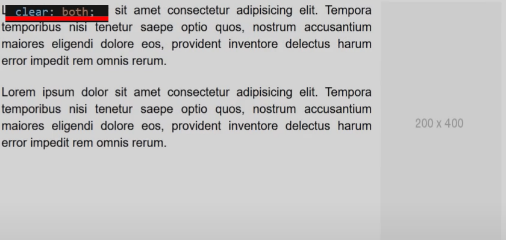 clear: both;
sit amet consectetur adipisicing elit. Tempora
temporibus nisi tenetur saepe optio quos, nostrum accusantium
maiores eligendi dolore eos, provident inventore delectus harum
error impedit rem omnis rerum.
Lorem ipsum dolor sit amet consectetur adipisicing elit. Tempora
temporibus nisi tenetur saepe optio quos, nostrum accusantium
maiores eligendi dolore eos, provident inventore delectus harum
error impedit rem omnis rerum.
200 x 400